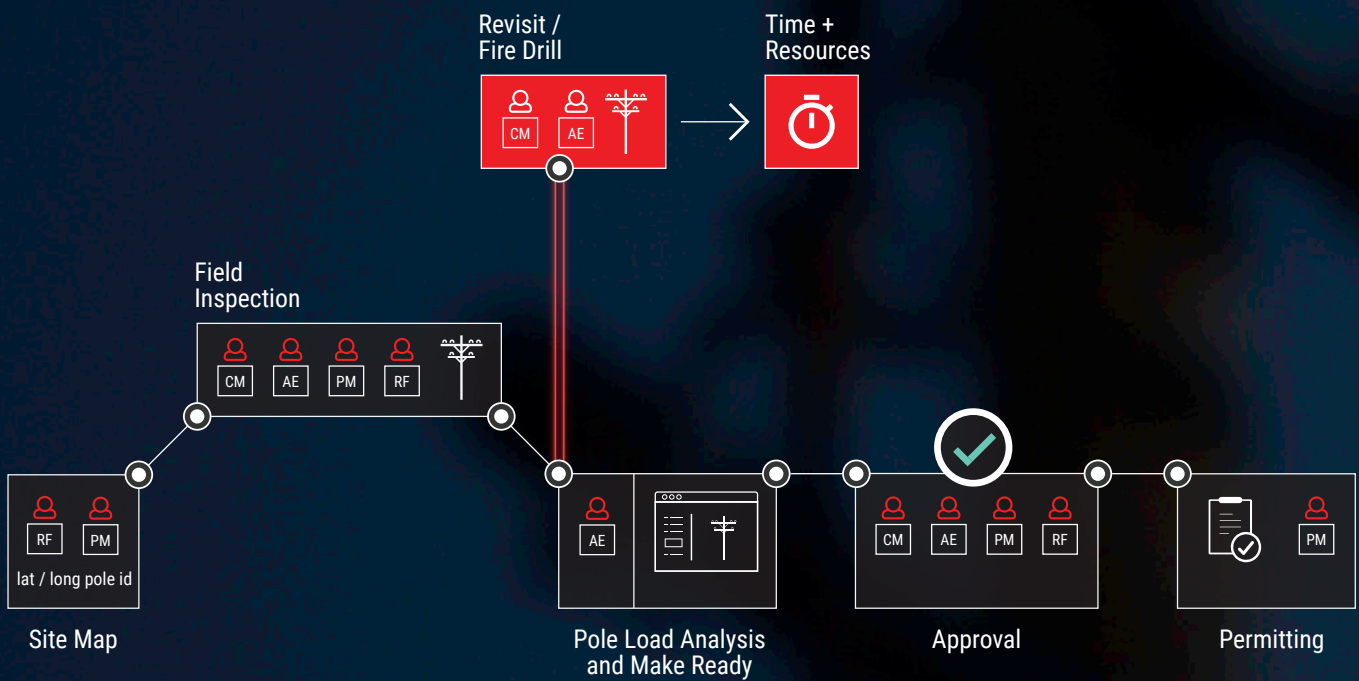 Revisit /
Fire Drill
Time +
Resources
CM
AE
Field
Inspection
CM
AE
PM
RF
RF
PM
lat / long pole id
Site Map
AE
Pole Load Analysis
and Make Ready
CM
AE
PM
RF
Approval
PM
Permitting